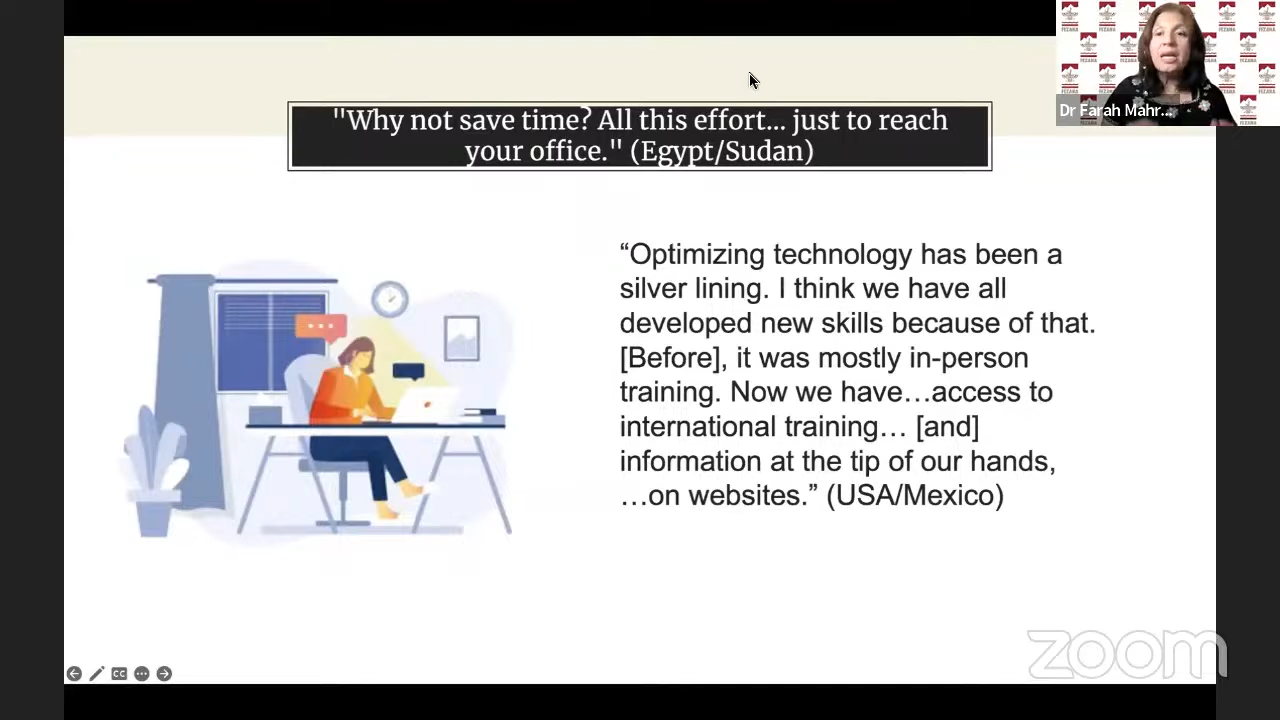 "Why not save time? All this effort... just to reach
your office." (Egypt/Sudan)
“Optimizing technology has been a
silver lining. I think we have all
developed new skills because of that.
[Before], it was mostly in-person
training. Now we have…access to
international training… [and]
information at the tip of our hands,
…on websites.” (USA/Mexico)
Dr Farah Mahr...
FEZANA
CC
zoom